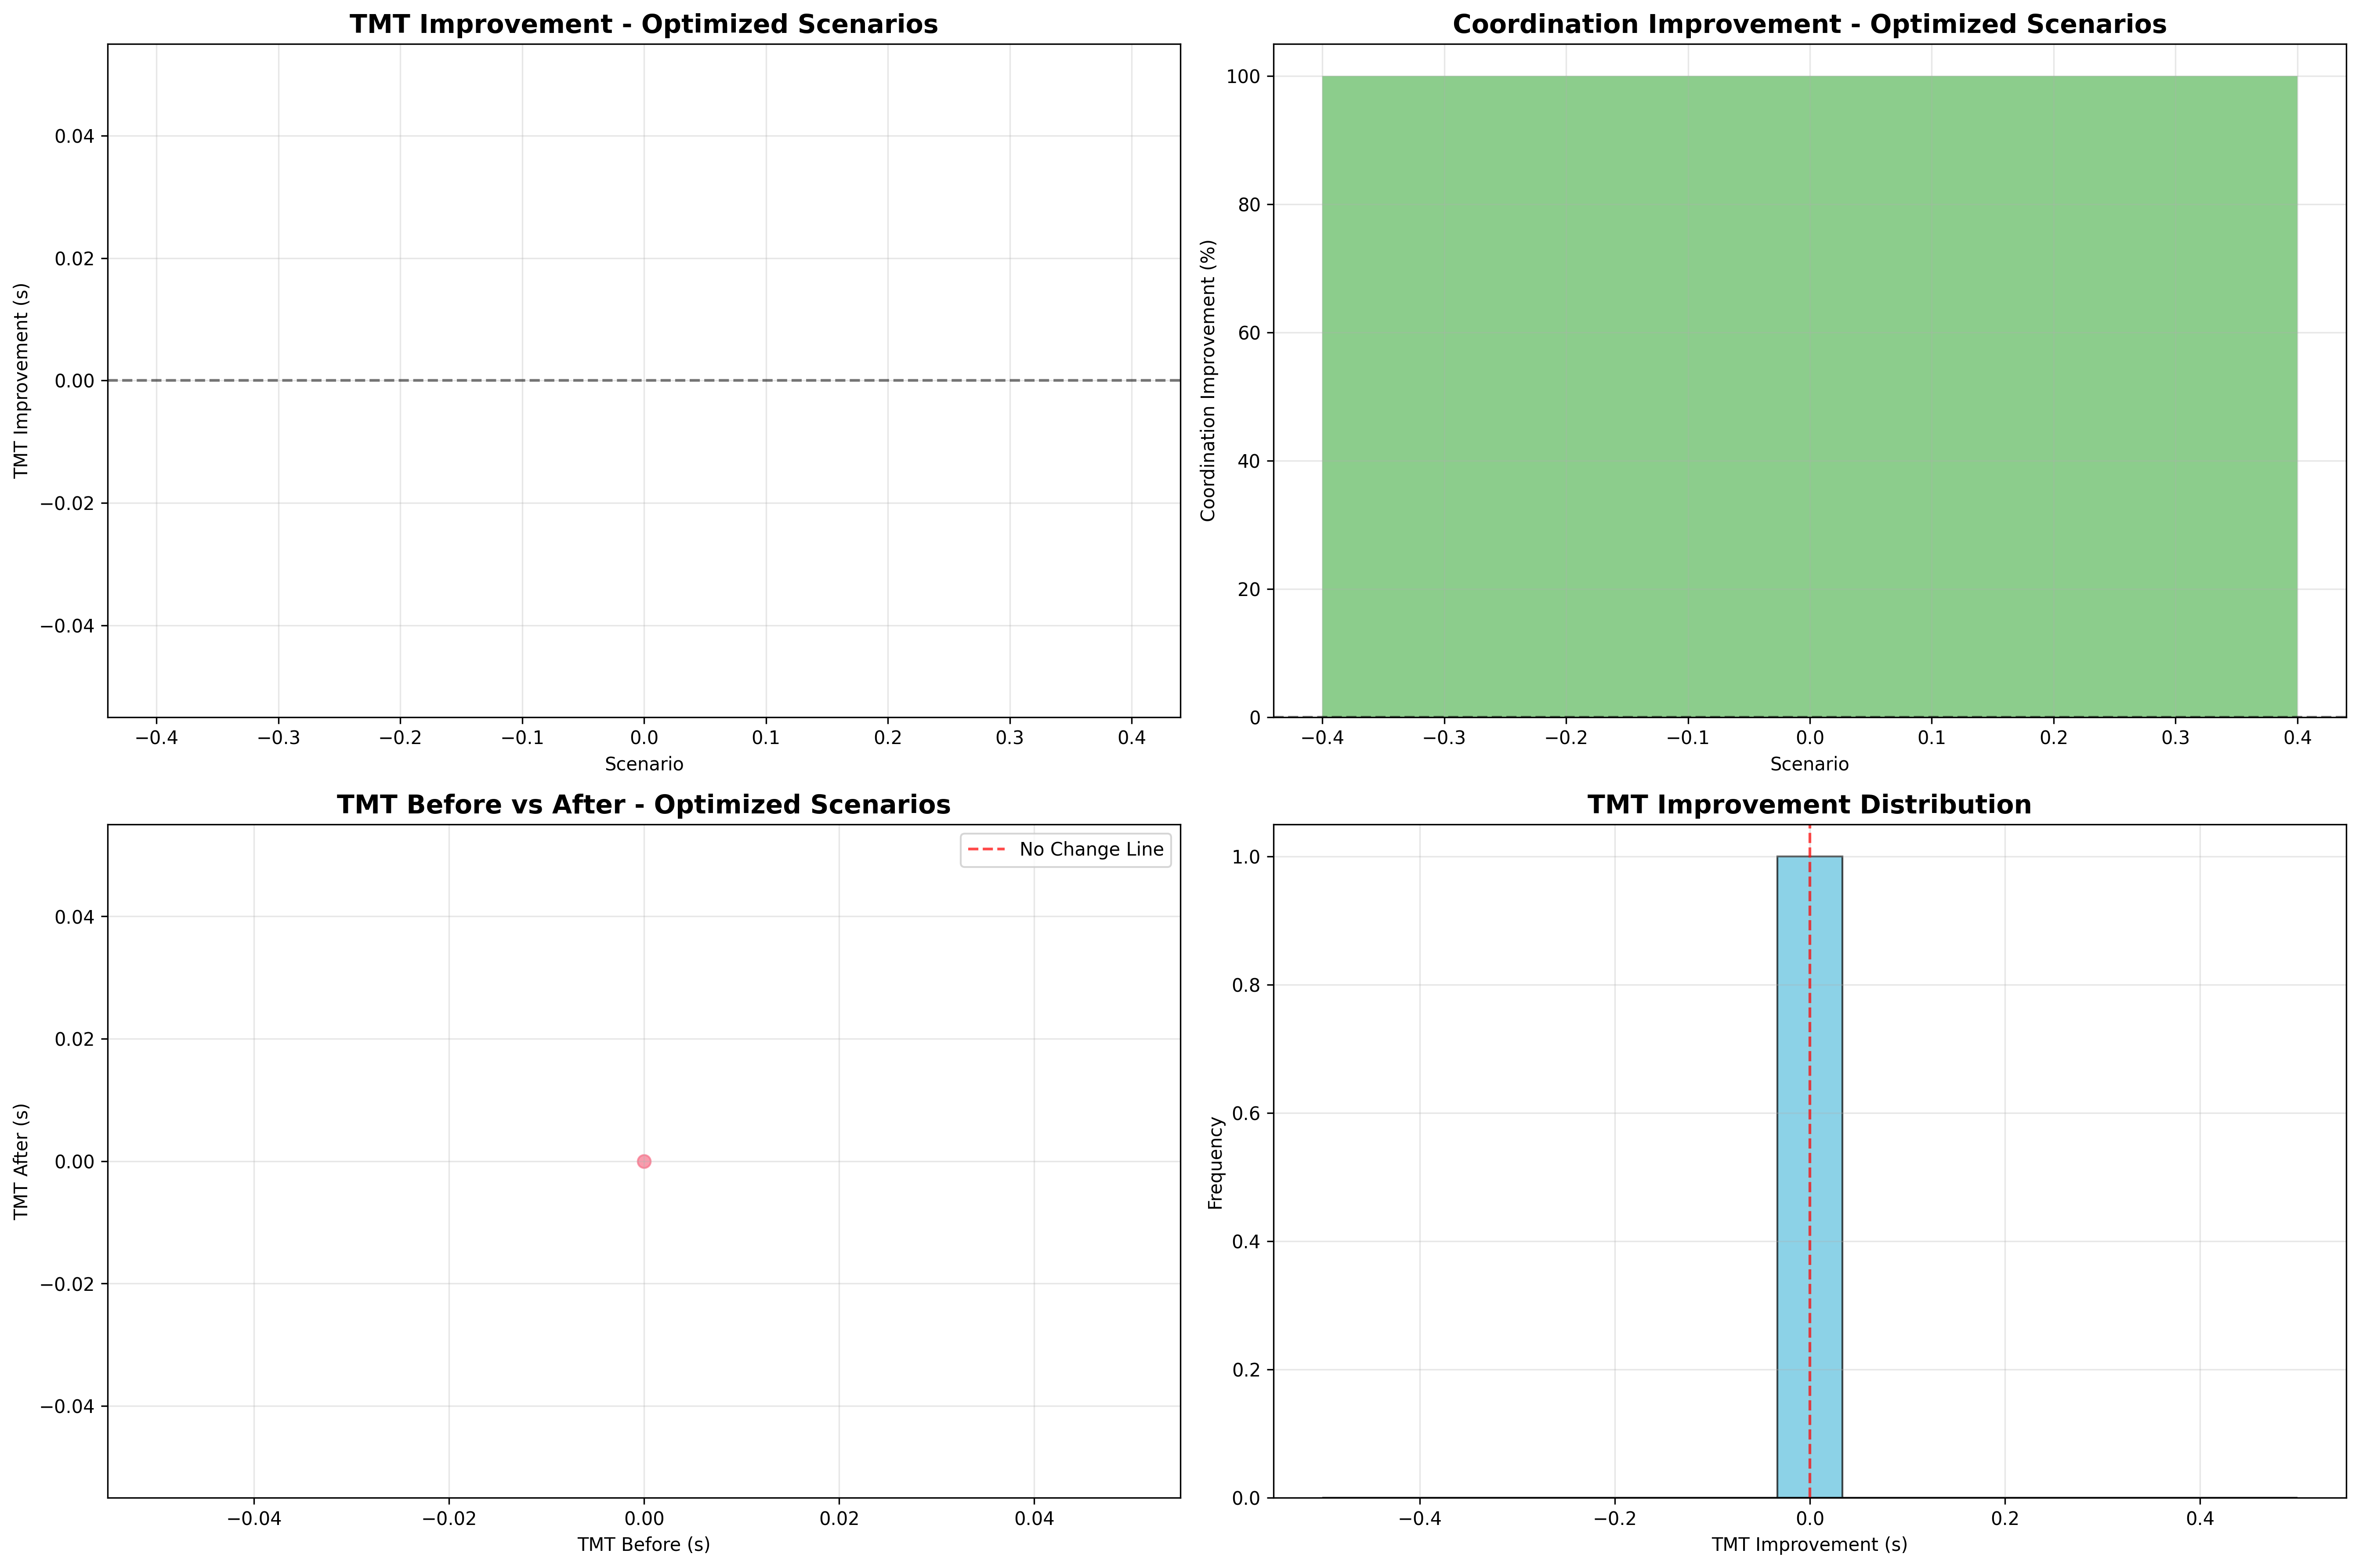 TMT Improvement - Optimized Scenarios
TMT Improvement (s)
0.04
0.02
0.00
−0.02
−0.04
−0.4 −0.3 −0.2 −0.1 0.0 0.1 0.2 0.3 0.4
Scenario
Coordination Improvement - Optimized Scenarios
Coordination Improvement (%)
100
80
60
40
20
0
−0.4 −0.3 −0.2 −0.1 0.0 0.1 0.2 0.3 0.4
Scenario
TMT Before vs After - Optimized Scenarios
No Change Line
TMT After (s)
0.04
0.02
0.00
−0.02
−0.04
−0.04 −0.02 0.00 0.02 0.04
TMT Before (s)
TMT Improvement Distribution
Frequency
1.0
0.8
0.6
0.4
0.2
0.0
−0.4 −0.2 0.0 0.2 0.4
TMT Improvement (s)